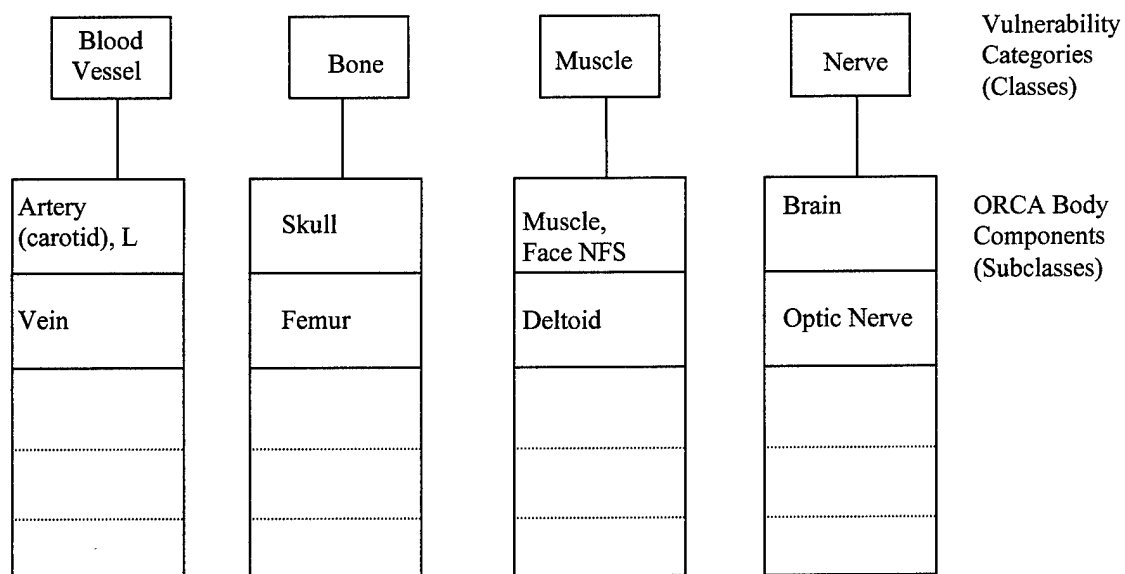 Blood
Vessel
Bone
Muscle
Nerve
Vulnerability
Categories
(Classes)
Artery
(carotid), L
Skull
Muscle,
Face NFS
Brain
ORCA Body
Components
(Subclasses)
Vein
Femur
Deltoid
Optic Nerve